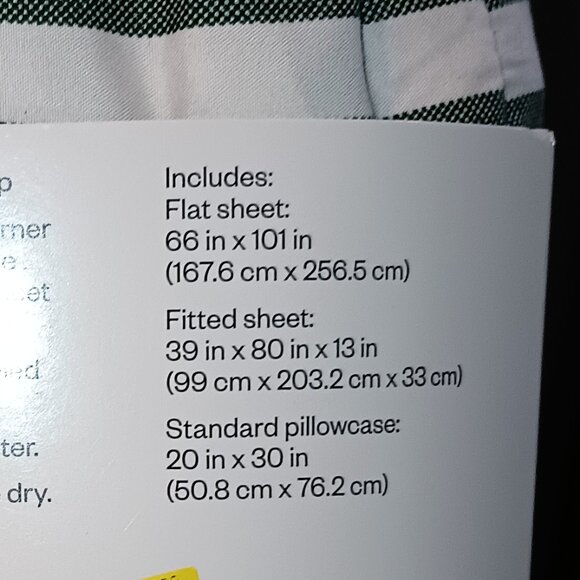 Includes:
Flat sheet:
66 in x 101 in
(167.6 cm x 256.5 cm)
Fitted sheet:
39 in x 80 in x 13 in
(99 cm x 203.2 cm x 33 cm)
Standard pillowcase:
20 in x 30 in
(50.8 cm x 76.2 cm)
ter.
dry.